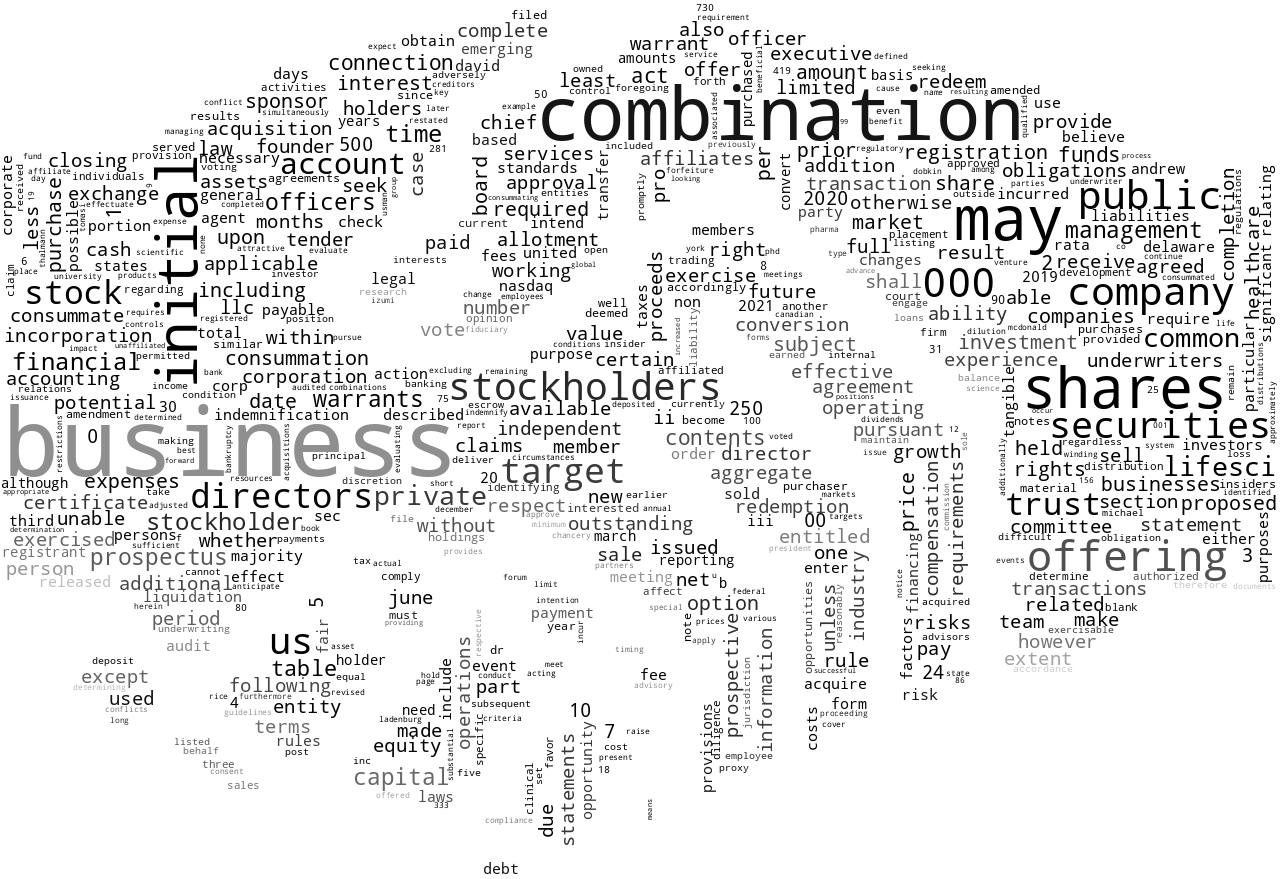 730
filed
requirement
complete
also
officer
obtain
connection
emerging
warrant
executive
defined
expect
david
amounts
service
seeking
days
interest
adversely
owned
least
act
offer
419
amount
basis
redeem
activities
creditors
control
foregoing
forth
purchased
beneficial
limited
cause
name
resulting
amended
conflict
simultaneously
sponsor
holders
since
key
later
50
example
combination
even
use
results
years
restated
chief
associated
99
benefit
qualified
provide
managing
acquisition
time
281
based
included
previously
believe
served
law
founder
500
services
affiliates
per
prior
regulatory
registration
funds
process
corporate
fund
closing
provision
necessary
voting
account
case
board
standards
approval
transfer
pro
forfeiture
looking
convert
addition
dobkin
approved
among
obligations
andrew
received
affiliate
day
individuals
exchange
assets
seek
group
usmani
consummating
entities
promptly
transaction
share
parties
underwriter
public
regulations
relating
less
19
possible
purchase
effectuate
9
general
completed
agreements
officers
required
2020
otherwise
outside
incurred
may
liabilities
thalmann
tomasi
1
portion
expense
agent
months
check
current
intend
members
party
market
placement
management
completion
claim
6
place
cash
scientific
none
upon
tender
paid
allotment
york
right
phd
pharma
full
listing
result
rata
co
delaware
states
university
products
attractive
evaluate
interests
fees
united
open
trading
type
changes
venture
2
receive
continue
agreed
significant
regarding
applicable
investor
legal
working
global
exercise
8
meetings
advance
shall
000
able
2019
development
consummated
healthcare
stock
including
research
izumi
nasdaq
proceeds
accordingly
future
court
engage
90
company
consummate
requires
controls
llc
payable
change
employees
number
well
deemed
taxes
non
2021
another
canadian
loans
ability
incorporation
initial
registered
position
vote
opinion
fiduciary
value
increased
liability
conversion
firm
dilution
mcdonald
companies
require
life
impact
unaffiliated
total
similar
within
pursue
conditions
insider
forms
subject
31
investment
purchases
provided
common
financial
permitted
consummation
purpose
certain
earned
internal
experience
underwriters
particular
distributions
accounting
relations
bank
corporation
action
excluding
remaining
affiliated
effective
balance
science
tangible
remain
issuance
condition
income
corp
audited
combinations
banking
stockholders
agreement
positions
shares
25
potential
30
date
warrants
75
escrow
deposited
currently
250
operating
dividends
occur
approximately
amendment
determined
indemnification
described
indemnify
available
ii
become
100
pursuant
12
notes
securities
001
0
restrictions
business
bankruptcy
acquisitions
evaluating
report
independent
contents
voted
maintain
sole
regardless
system
investors
making
best
forward
principal
claims
member
order
director
issue
growth
additionally
held
winding
sell
loss
although
resources
discretion
deliver
circumstances
target
aggregate
rights
distribution
lifesci
appropriate
expenses
take
short
20
identifying
purchaser
156
businesses
insiders
certificate
adjusted
directors
private
respect
new
earlier
sold
markets
price
compensation
commission
requirements
material
identified
third
unable
cannot
december
interested
annual
redemption
trust
michael
section
proposed
determination
stockholder
book
sec
file
approve
minimum
outstanding
iii
00
targets
committee
statement
exercised
persons
f
whether
payments
without
chancery
march
entitled
difficult
obligation
either
purposes
registrant
sufficient
prospectus
majority
holdings
provides
sale
issued
president
one
events
offering
3
person
partners
reporting
enter
released
additional
effect
anticipate
tax
actual
comply
forum
meeting
net
u
b
federal
notice
financing
determine
authorized
therefore
documents
liquidation
limit
affect
industry
transactions
herein
80
june
intention
special
option
opportunities
unless
reasonably
acquired
related
blank
period
underwriting
5
must
payment
prices
various
factors
risks
make
audit
fair
providing
year
incur
note
apply
advisors
team
exercisable
us
asset
respective
timing
prospective
information
rule
pay
however
deposit
table
holder
dr
meet
jurisdiction
successful
24
state
extent
except
determining
following
equal
hold
event
conduct
acting
fee
advisory
acquire
86
accordance
used
rice
furthermore
revised
page
operations
part
risk
conflicts
4
guidelines
entity
need
include
subsequent
form
long
terms
ladenburg
made
criteria
10
provisions
diligence
costs
proceeding
cover
listed
rules
equity
specific
7
raise
behalf
post
cost
employee
three
inc
substantial
favor
present
proxy
consent
capital
five
set
18
sales
clinical
statements
opportunity
offered
laws
333
means
compliance
due
debt